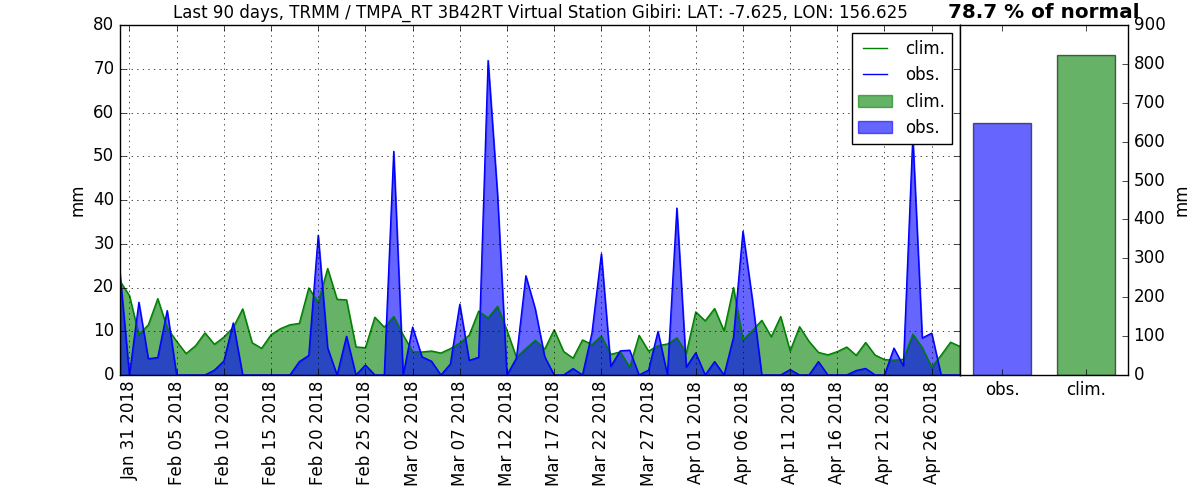 Last 90 days, TRMM / TMPA_RT 3B42RT Virtual Station Gibiri: LAT: -7.625, LON: 156.625
78.7 % of normal
80
70
60
50
40
30
20
10
0
mm
clim.
obs.
clim.
obs.
Jan 31 2018
Feb 05 2018
Feb 10 2018
Feb 15 2018
Feb 20 2018
Feb 25 2018
Mar 02 2018
Mar 07 2018
Mar 12 2018
Mar 17 2018
Mar 22 2018
Mar 27 2018
Apr 01 2018
Apr 06 2018
Apr 11 2018
Apr 16 2018
Apr 21 2018
Apr 26 2018
900
800
700
600
500
400
300
200
100
0
mm
obs.
clim.